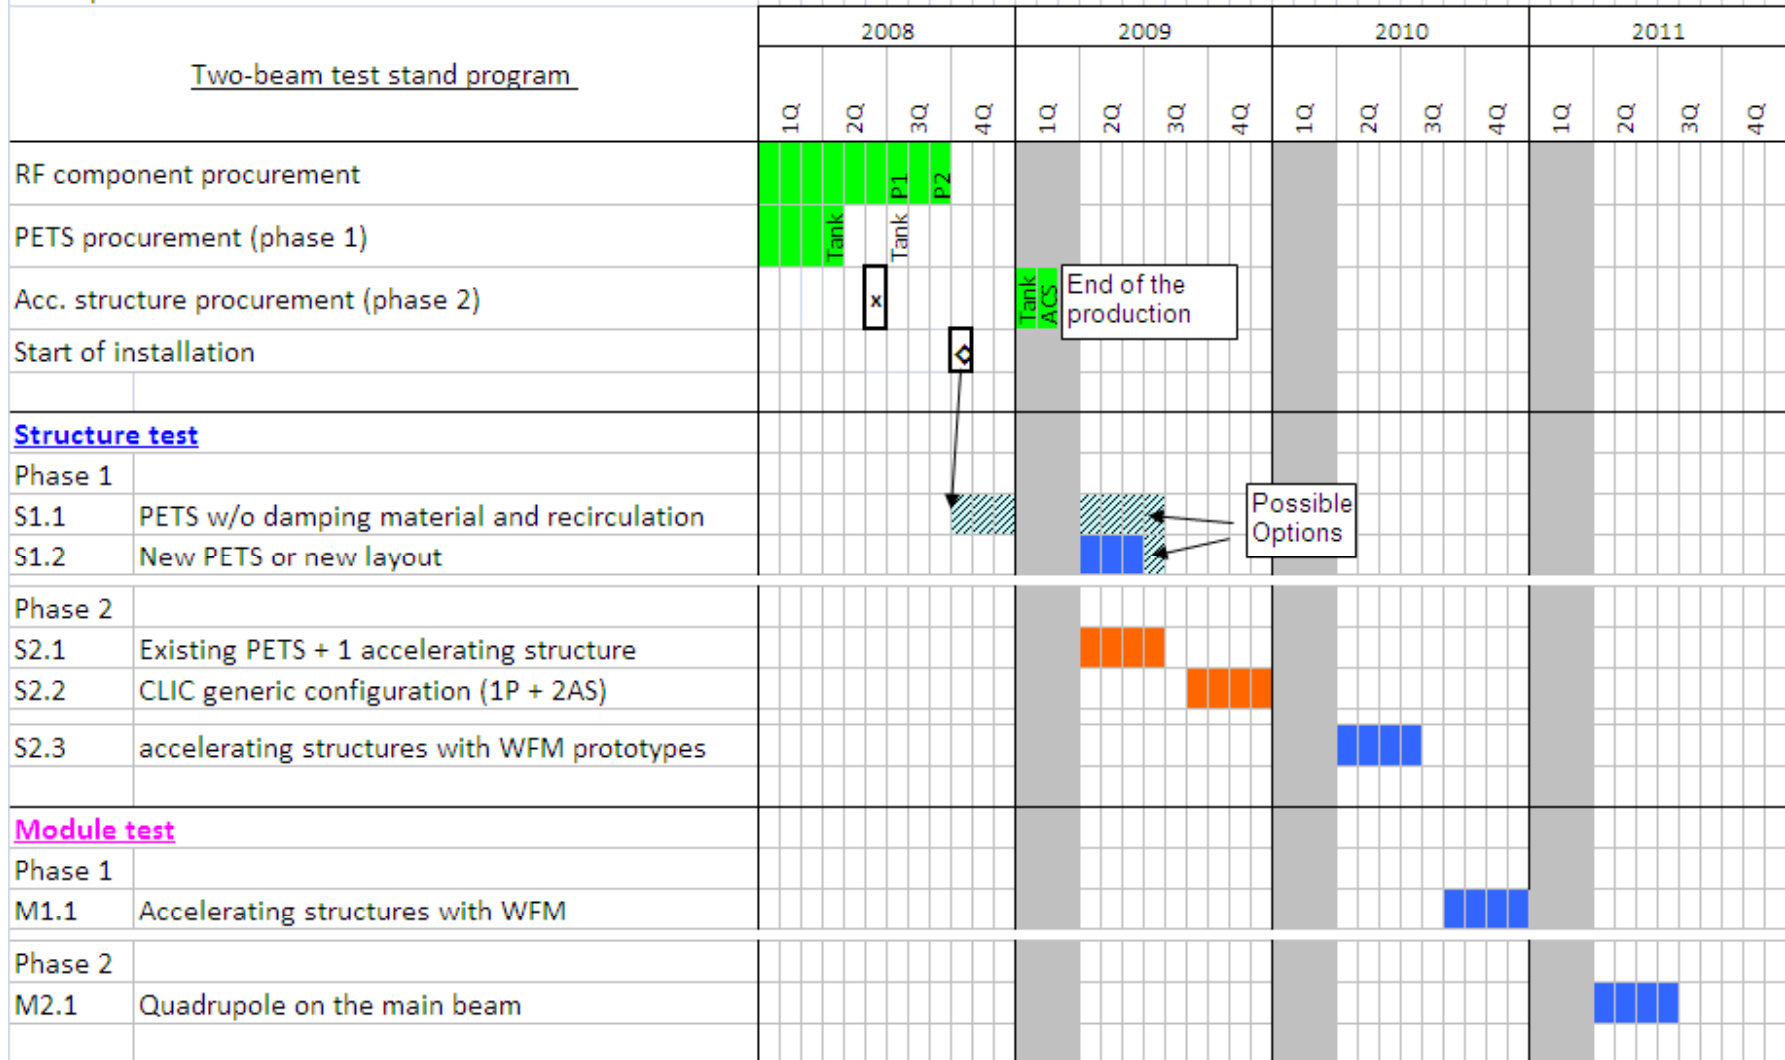 2008 2009 2010 2011
Two-beam test stand program
1Q 2Q 3Q 4Q 1Q 2Q 3Q 4Q 1Q 2Q 3Q 4Q 1Q 2Q 3Q 4Q
RF component procurement P1 P2
PETS procurement (phase 1) Tank Tank
Acc. structure procurement (phase 2) x Tank ACS
End of the
production
Start of installation
Structure test
Phase 1
S1.1 PETS w/o damping material and recirculation
Possible
Options
S1.2 New PETS or new layout
Phase 2
S2.1 Existing PETS + 1 accelerating structure
S2.2 CLIC generic configuration (1P + 2AS)
S2.3 accelerating structures with WFM prototypes
Module test
Phase 1
M1.1 Accelerating structures with WFM
Phase 2
M2.1 Quadrupole on the main beam